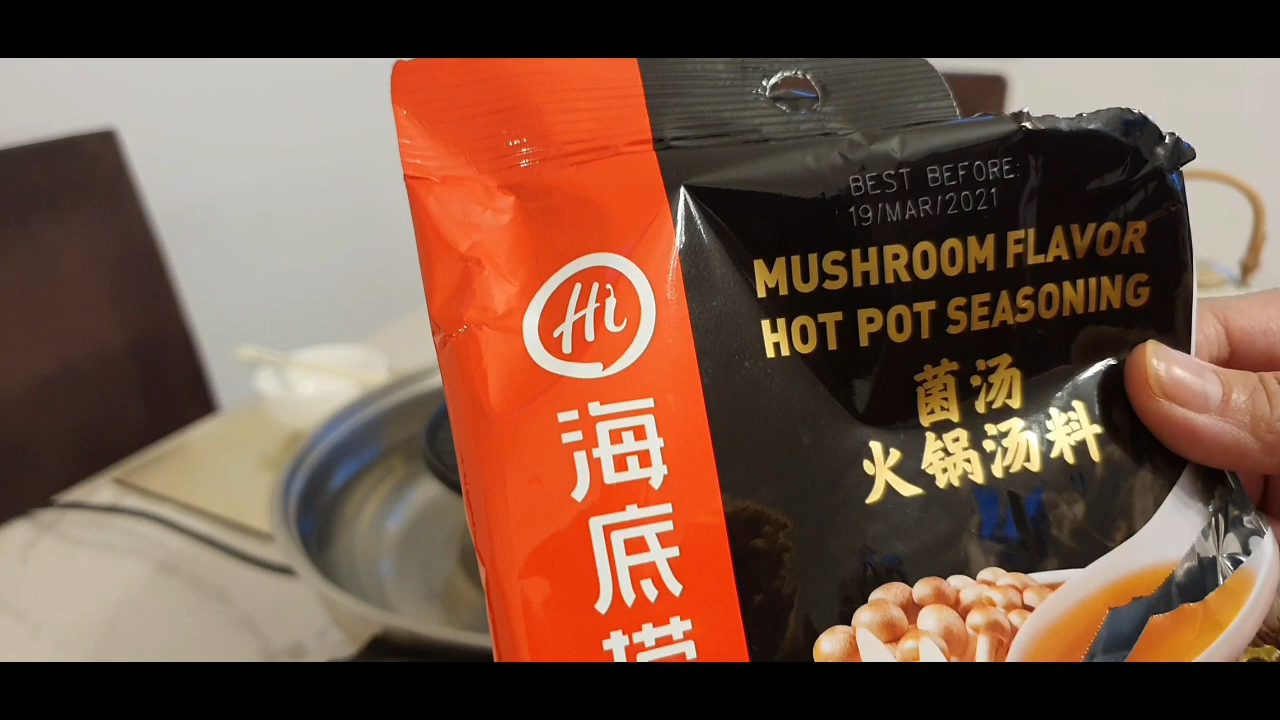 BEST BEFORE:
19/MAR/2021
MUSHROOM FLAVOR
HOT POT SEASONING
菌汤
火锅汤料
Hi
海
底
捞